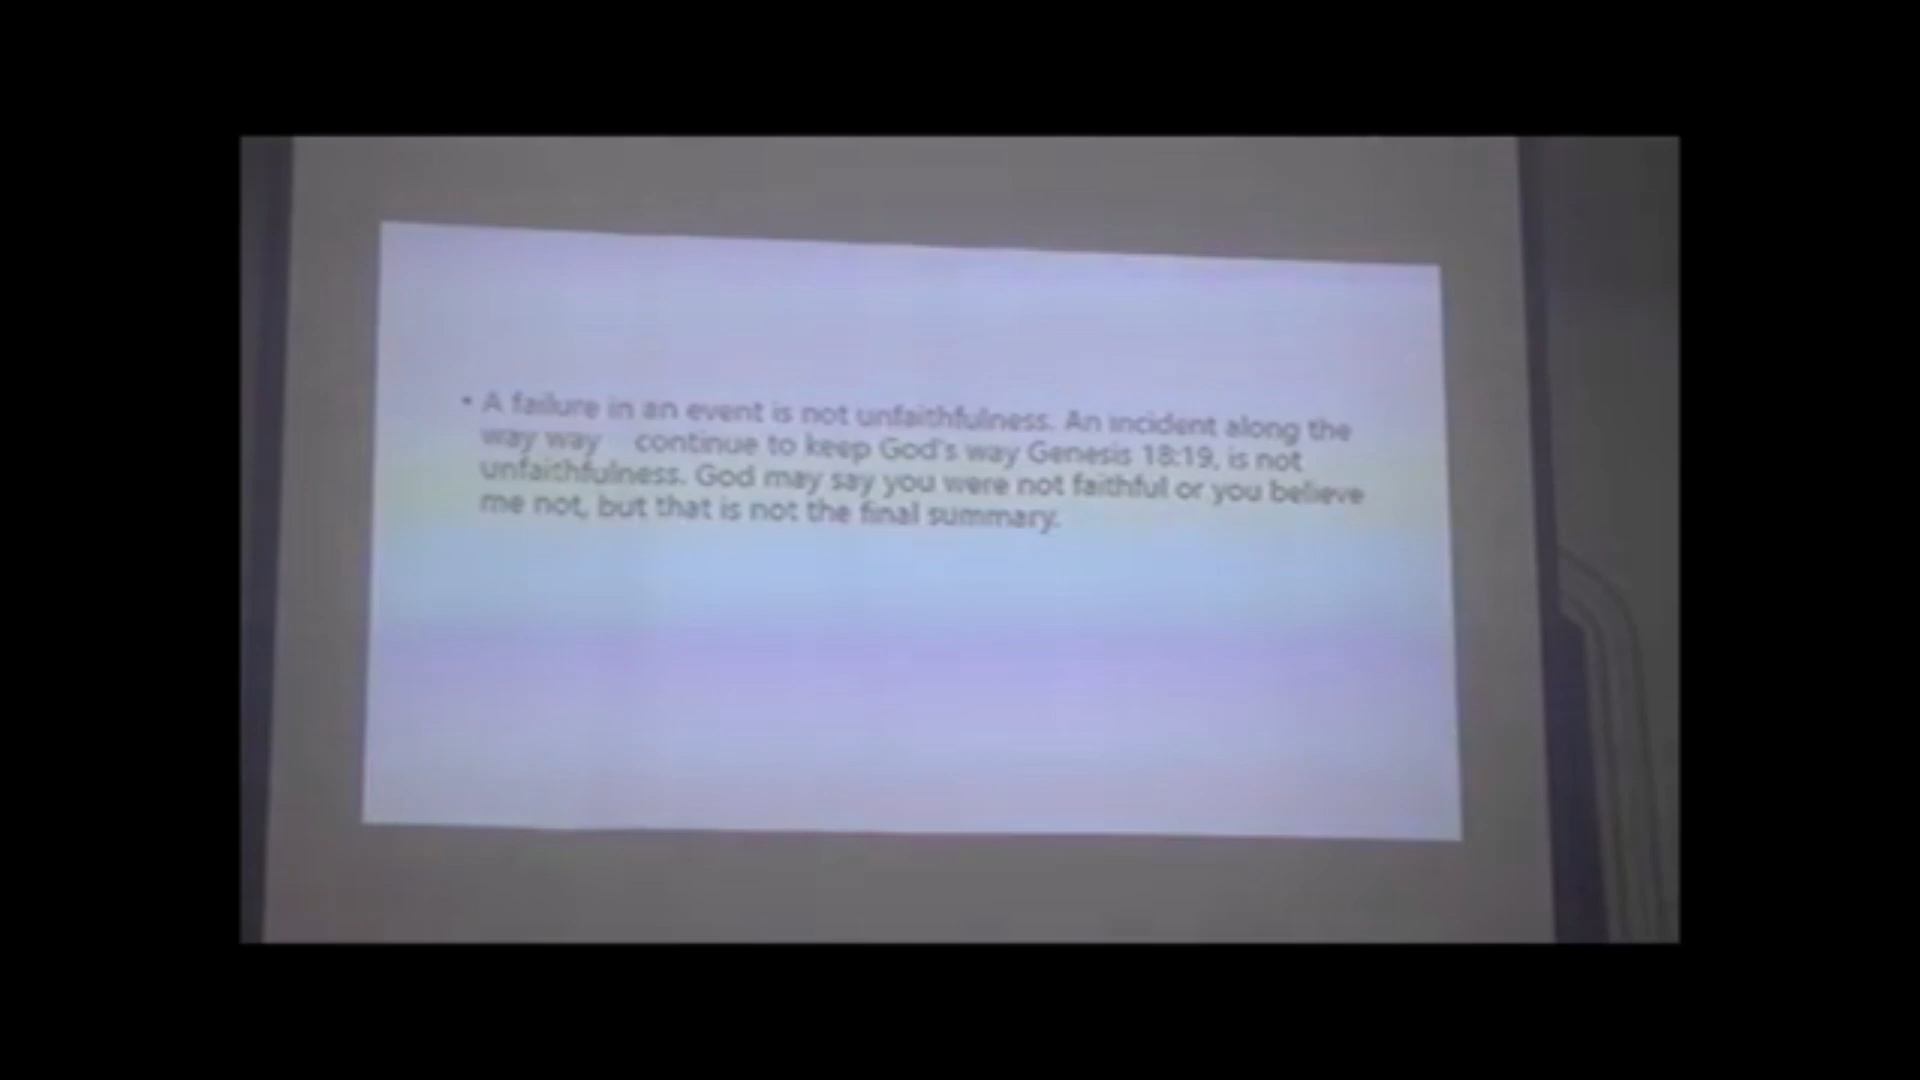 • A failure in an event is not unfaithfulness. An incident along the
way way continue to keep God's way Genesis 18:19, is not
unfaithfulness. God may say you were not faithful or you believe
me not, but that is not the final summary.